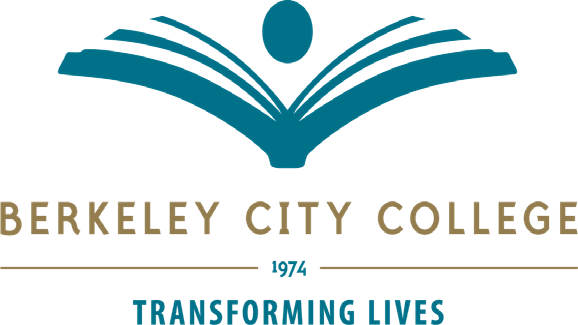 BERKELEY CITY COLLEGE
1974
TRANSFORMING LIVES